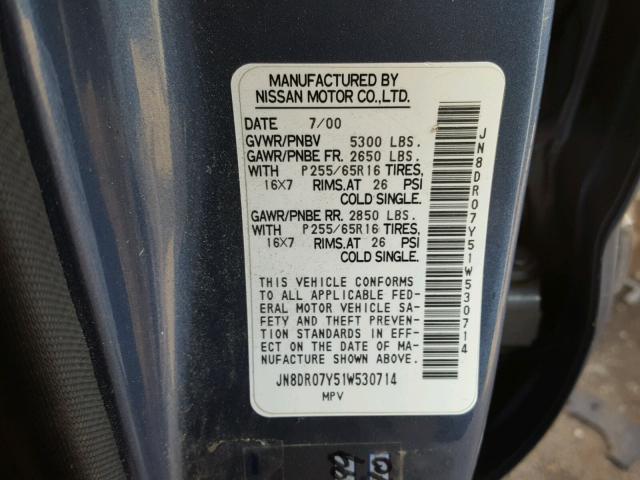 MANUFACTURED BY
NISSAN MOTOR CO.,LTD.
DATE 7/00
GVWR/PNBV 5300 LBS.
GAWR/PNBE FR. 2650 LBS.
WITH P255/65R16 TIRES,
16X7 RIMS,AT 26 PSI
COLD SINGLE.
GAWR/PNBE RR. 2850 LBS.
WITH P255/65R16 TIRES,
16X7 RIMS,AT 26 PSI
COLD SINGLE.
THIS VEHICLE CONFORMS
TO ALL APPLICABLE FED-
ERAL MOTOR VEHICLE SA-
FETY AND THEFT PREVEN-
TION STANDARDS IN EFF-
ECT ON THE DATE OF MA-
NUFACTURE SHOWN ABOVE.
JN8DR07Y51W530714
MPV
JN8DR07Y51W530714